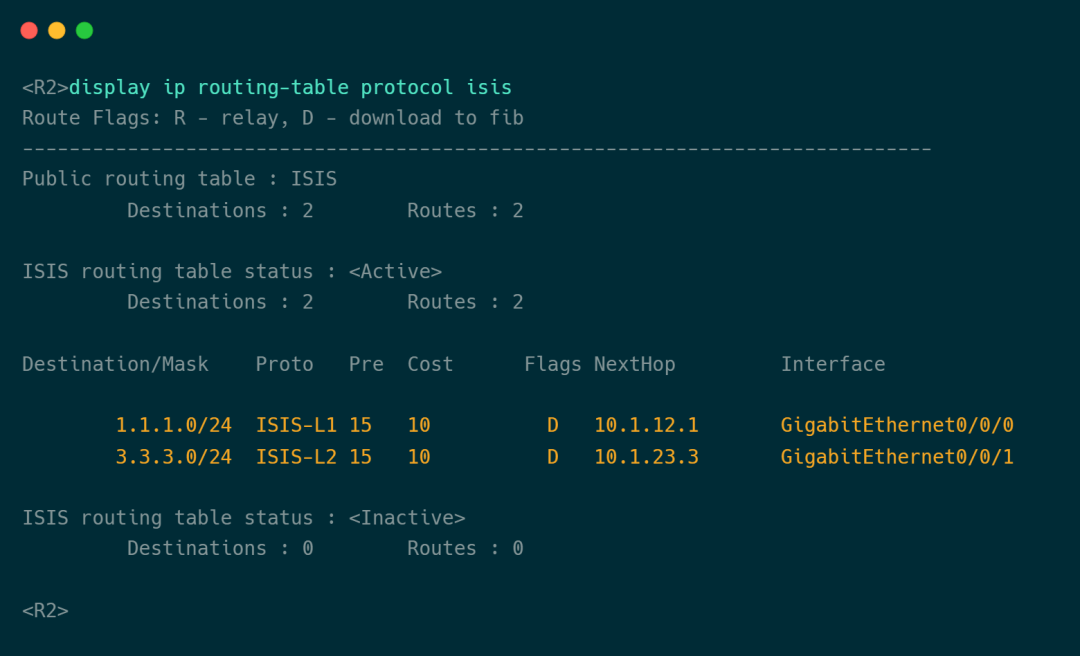 <R2>display ip routing-table protocol isis
Route Flags: R - relay, D - download to fib
------------------------------------------------------------------------------
Public routing table : ISIS
         Destinations : 2        Routes : 2
ISIS routing table status : <Active>
         Destinations : 2        Routes : 2
Destination/Mask    Proto   Pre  Cost      Flags NextHop         Interface
        1.1.1.0/24  ISIS-L1 15   10          D   10.1.12.1       GigabitEthernet0/0/0
        3.3.3.0/24  ISIS-L2 15   10          D   10.1.23.3       GigabitEthernet0/0/1
ISIS routing table status : <Inactive>
         Destinations : 0        Routes : 0
<R2>